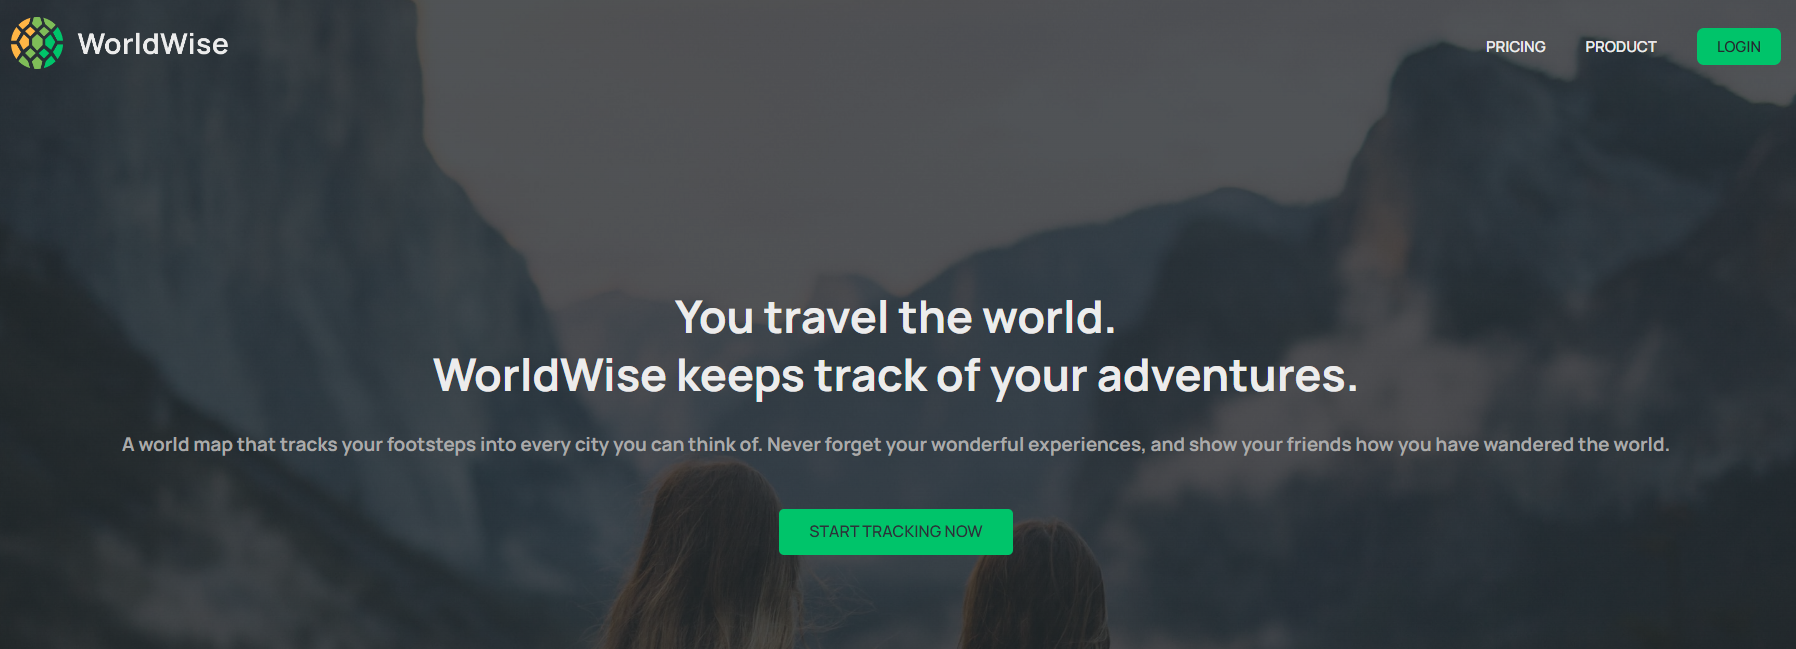 WorldWise
PRICING
PRODUCT
LOGIN
You travel the world.
WorldWise keeps track of your adventures.
A world map that tracks your footsteps into every city you can think of. Never forget your wonderful experiences, and show your friends how you have wandered the world.
START TRACKING NOW